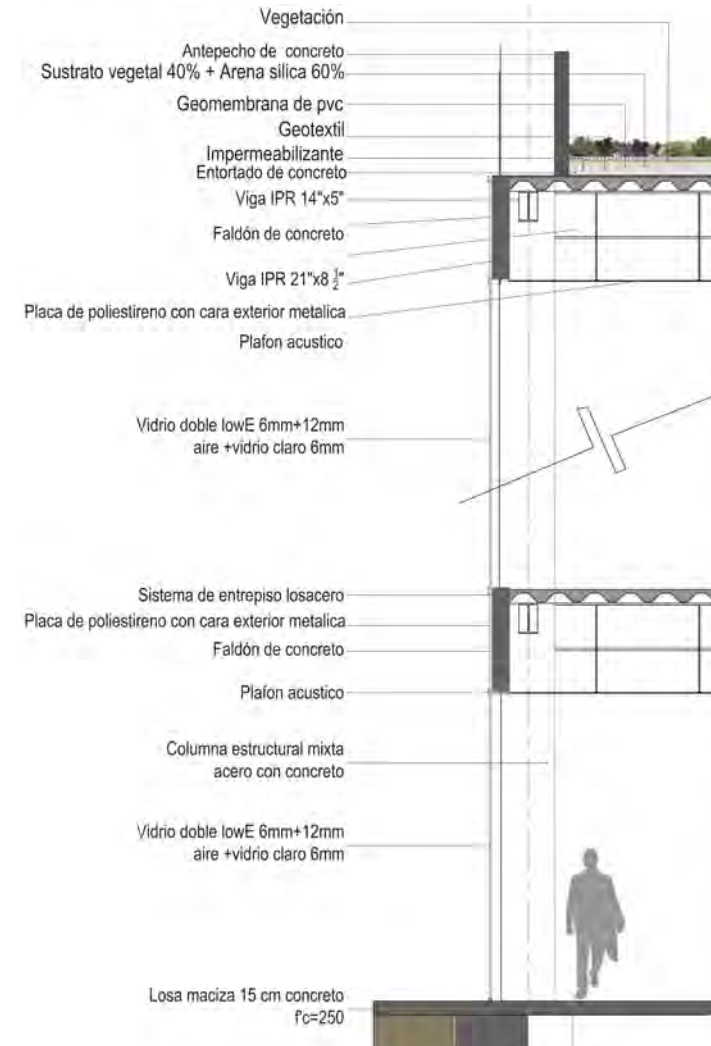 Vegetación
Antepecho de concreto
Sustrato vegetal 40% + Arena silica 60%
Geomembrana de pvc
Geotextil
Impermeabilizante
Entortado de concreto
Viga IPR 14"x5"
Faldón de concreto
Viga IPR 21"x8 ½"
Placa de poliestireno con cara exterior metalica
Plafon acustico
Vidrio doble lowE 6mm+12mm
aire +vidrio claro 6mm
Sistema de entrepiso losacero
Placa de poliestireno con cara exterior metalica
Faldón de concreto
Plafon acustico
Columna estructural mixta
acero con concreto
Vidrio doble lowE 6mm+12mm
aire +vidrio claro 6mm
Losa maciza 15 cm concreto
f'c=250